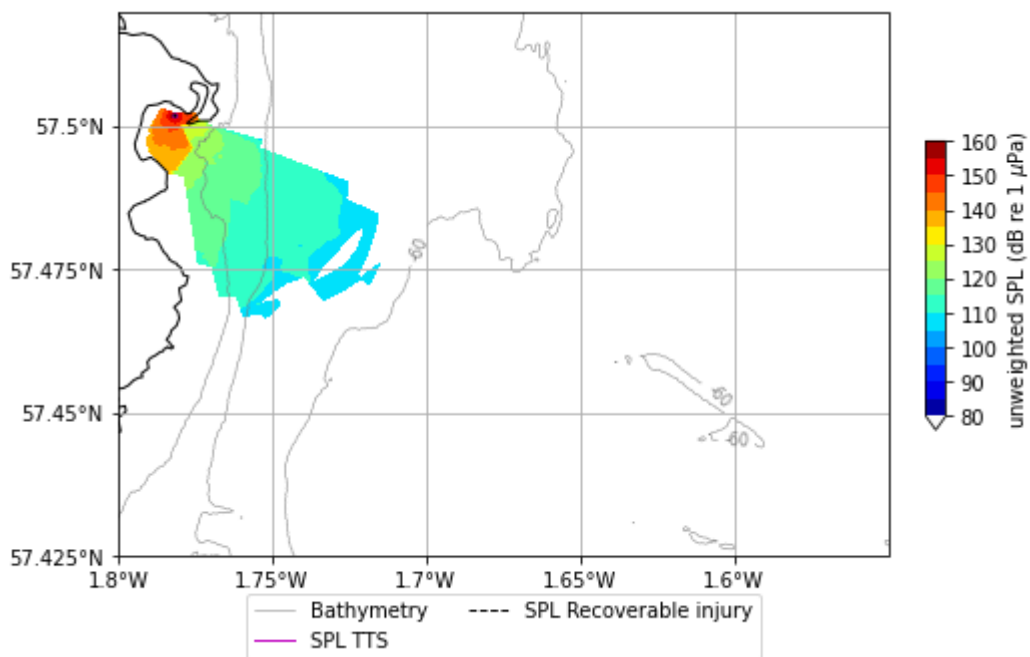 57.5°N
57.475°N
57.45°N
57.425°N
1.8°W
1.75°W
1.7°W
1.65°W
1.6°W
-60
-60
-60
160
150
140
130
120
110
100
90
80
unweighted SPL (dB re 1 µPa)
Bathymetry
SPL TTS
SPL Recoverable injury